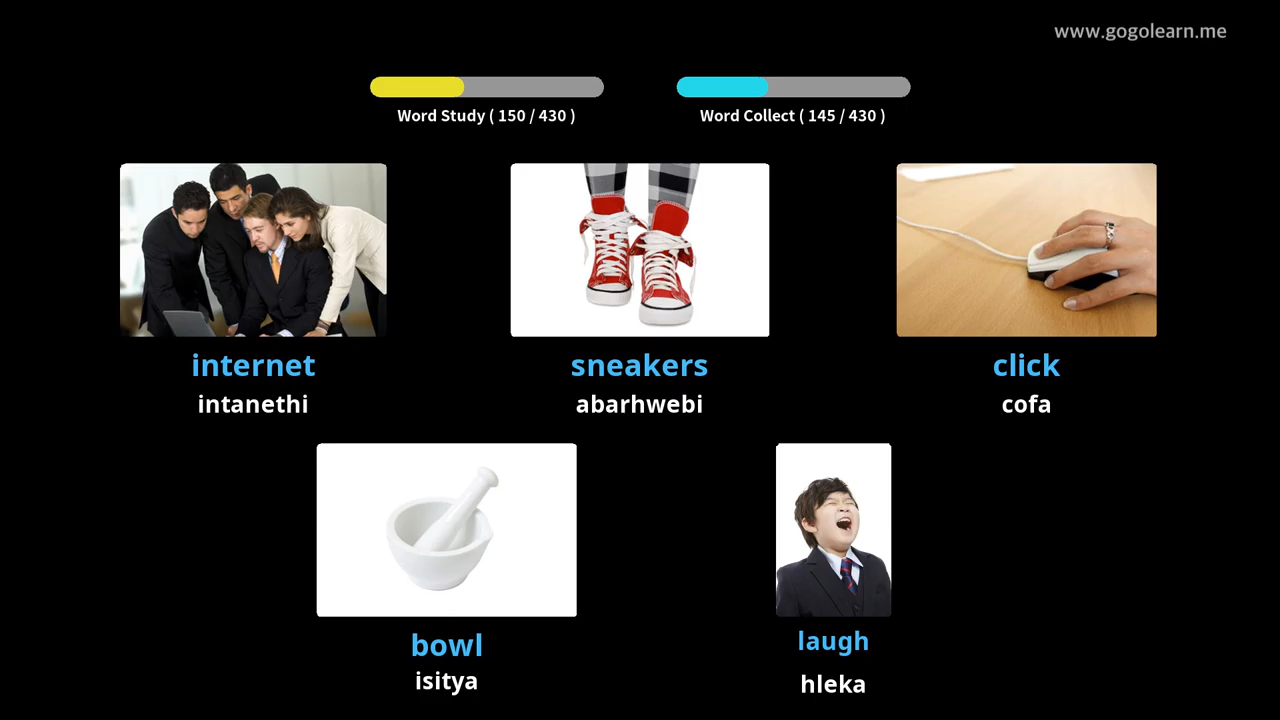 www.gogolearn.me
Word Study ( 150 / 430 )
Word Collect ( 145 / 430 )
internet
intanethi
sneakers
abarhwebi
click
cofa
bowl
isitya
laugh
hleka